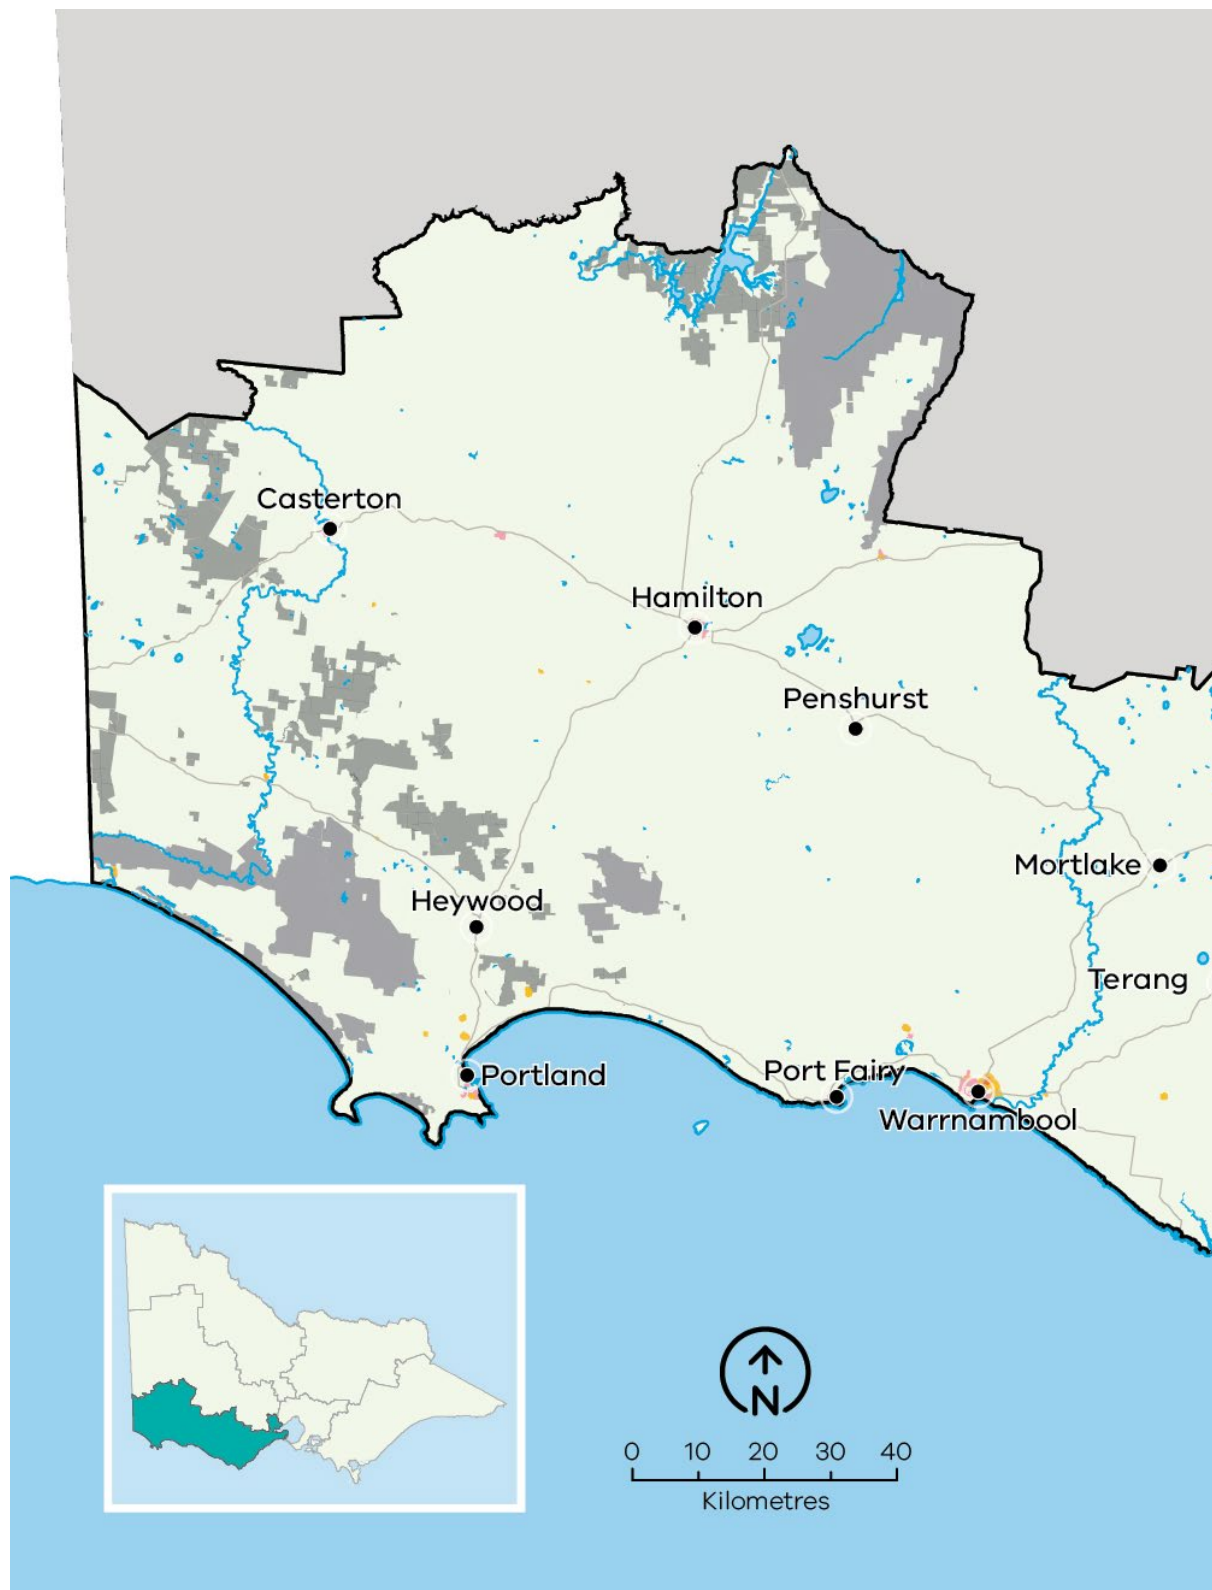 Casterton
Hamilton
Penshurst
Mortlake
Heywood
Terang
Portland
Port Fairy
Warrnambool
N
0 10 20 30 40
Kilometres